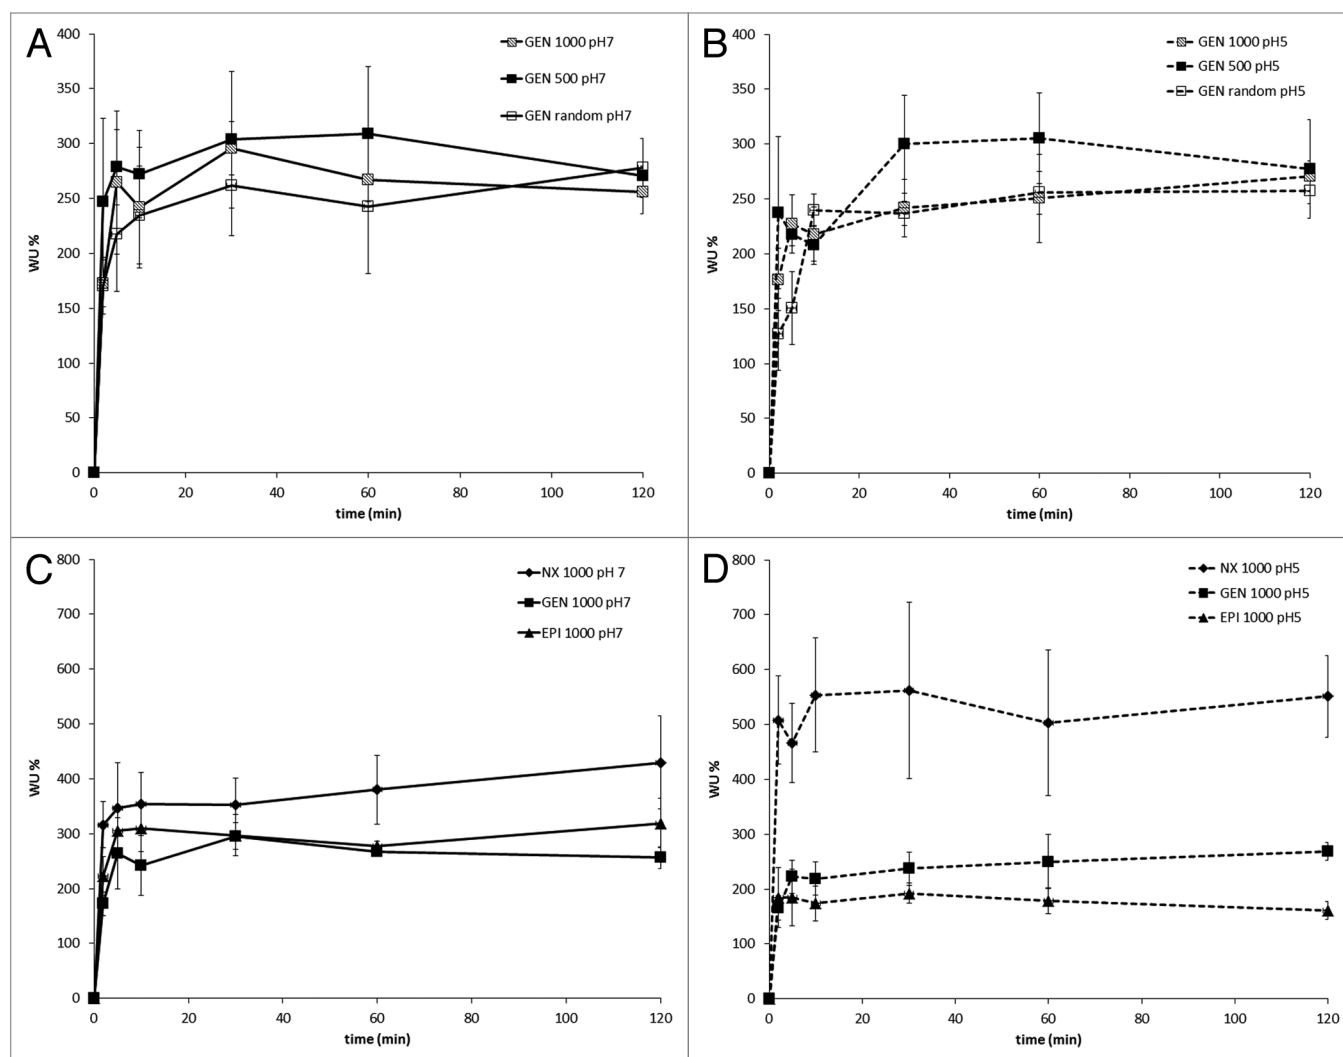 A
400
350
300
250
200
150
100
50
0
WU %
0 20 40 60 80 100 120
time (min)
GEN 1000 pH7
GEN 500 pH7
GEN random pH7
B
400
350
300
250
200
150
100
50
0
WU %
0 20 40 60 80 100 120
time (min)
GEN 1000 pH5
GEN 500 pH5
GEN random pH5
C
800
700
600
500
400
300
200
100
0
WU %
0 20 40 60 80 100 120
time (min)
NX 1000 pH 7
GEN 1000 pH7
EPI 1000 pH7
D
800
700
600
500
400
300
200
100
0
WU %
0 20 40 60 80 100 120
time (min)
NX 1000 pH5
GEN 1000 pH5
EPI 1000 pH5